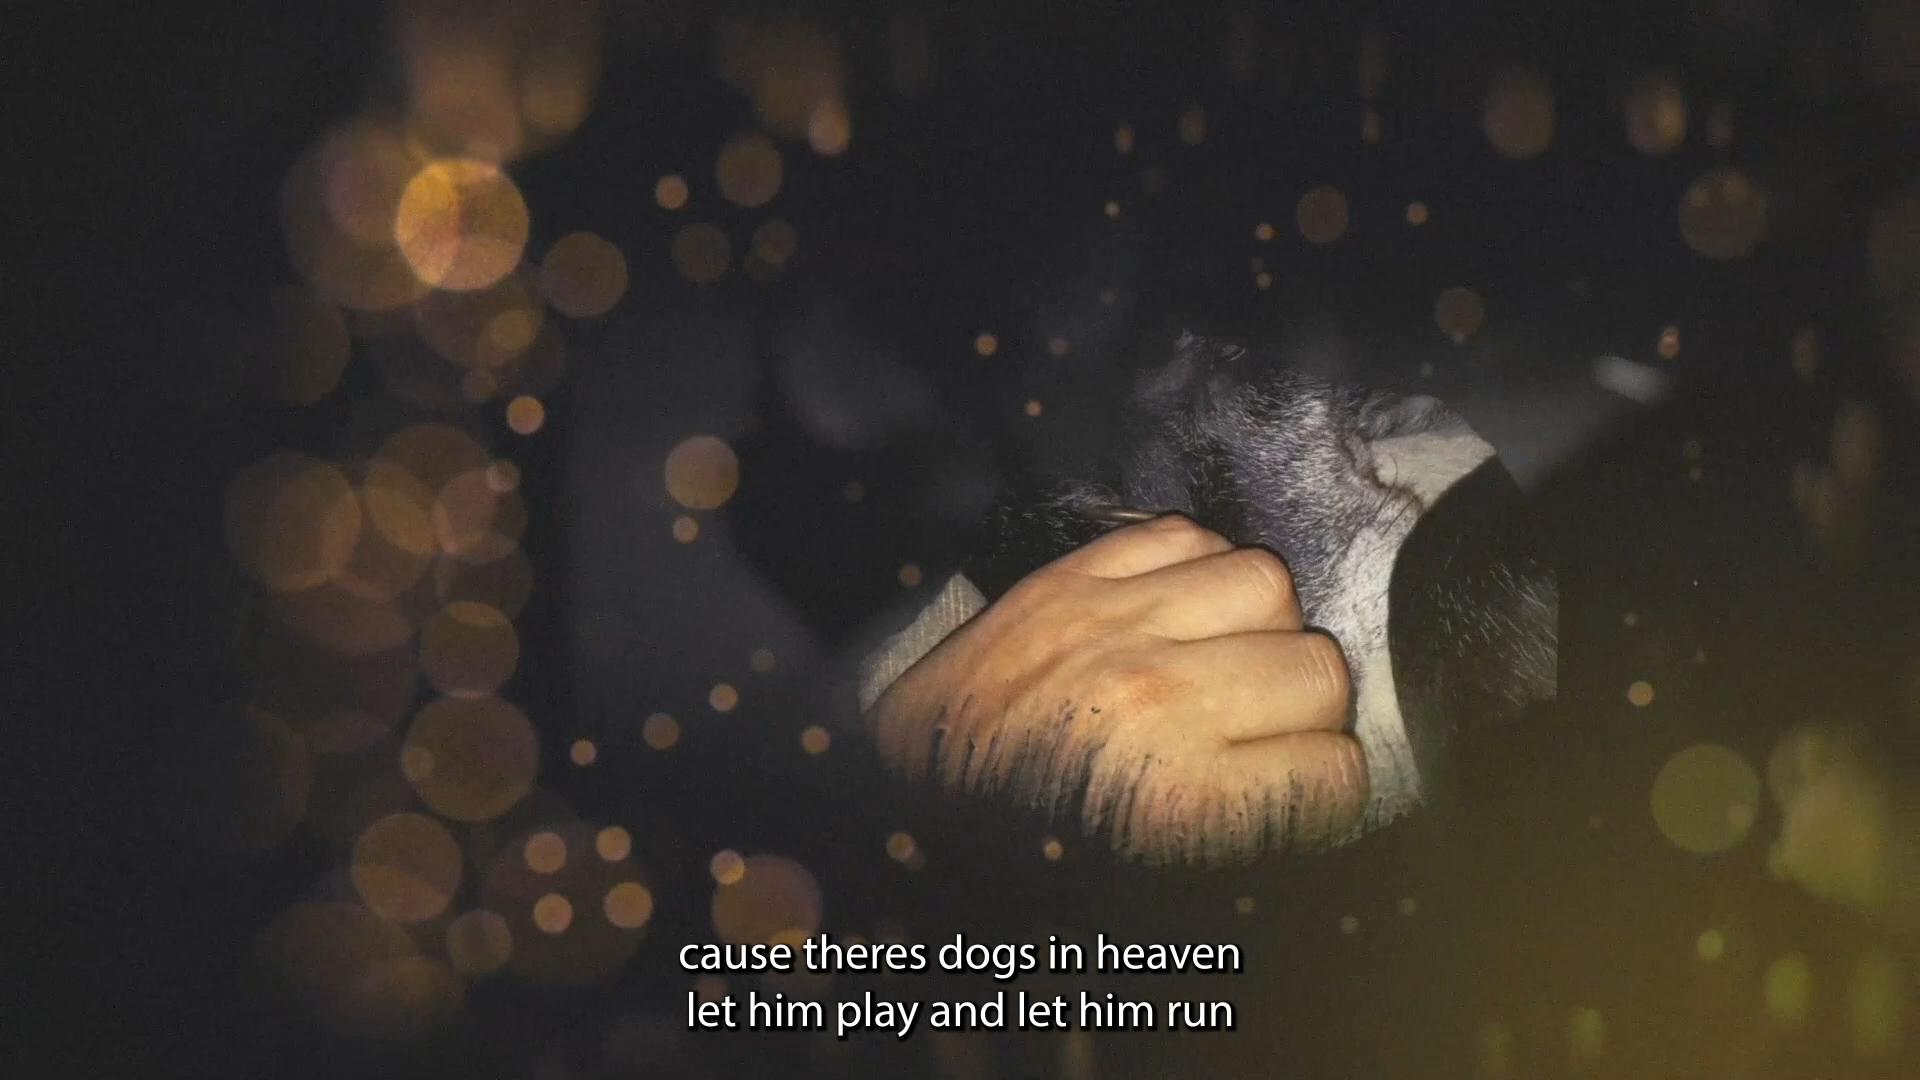 cause theres dogs in heaven
let him play and let him run